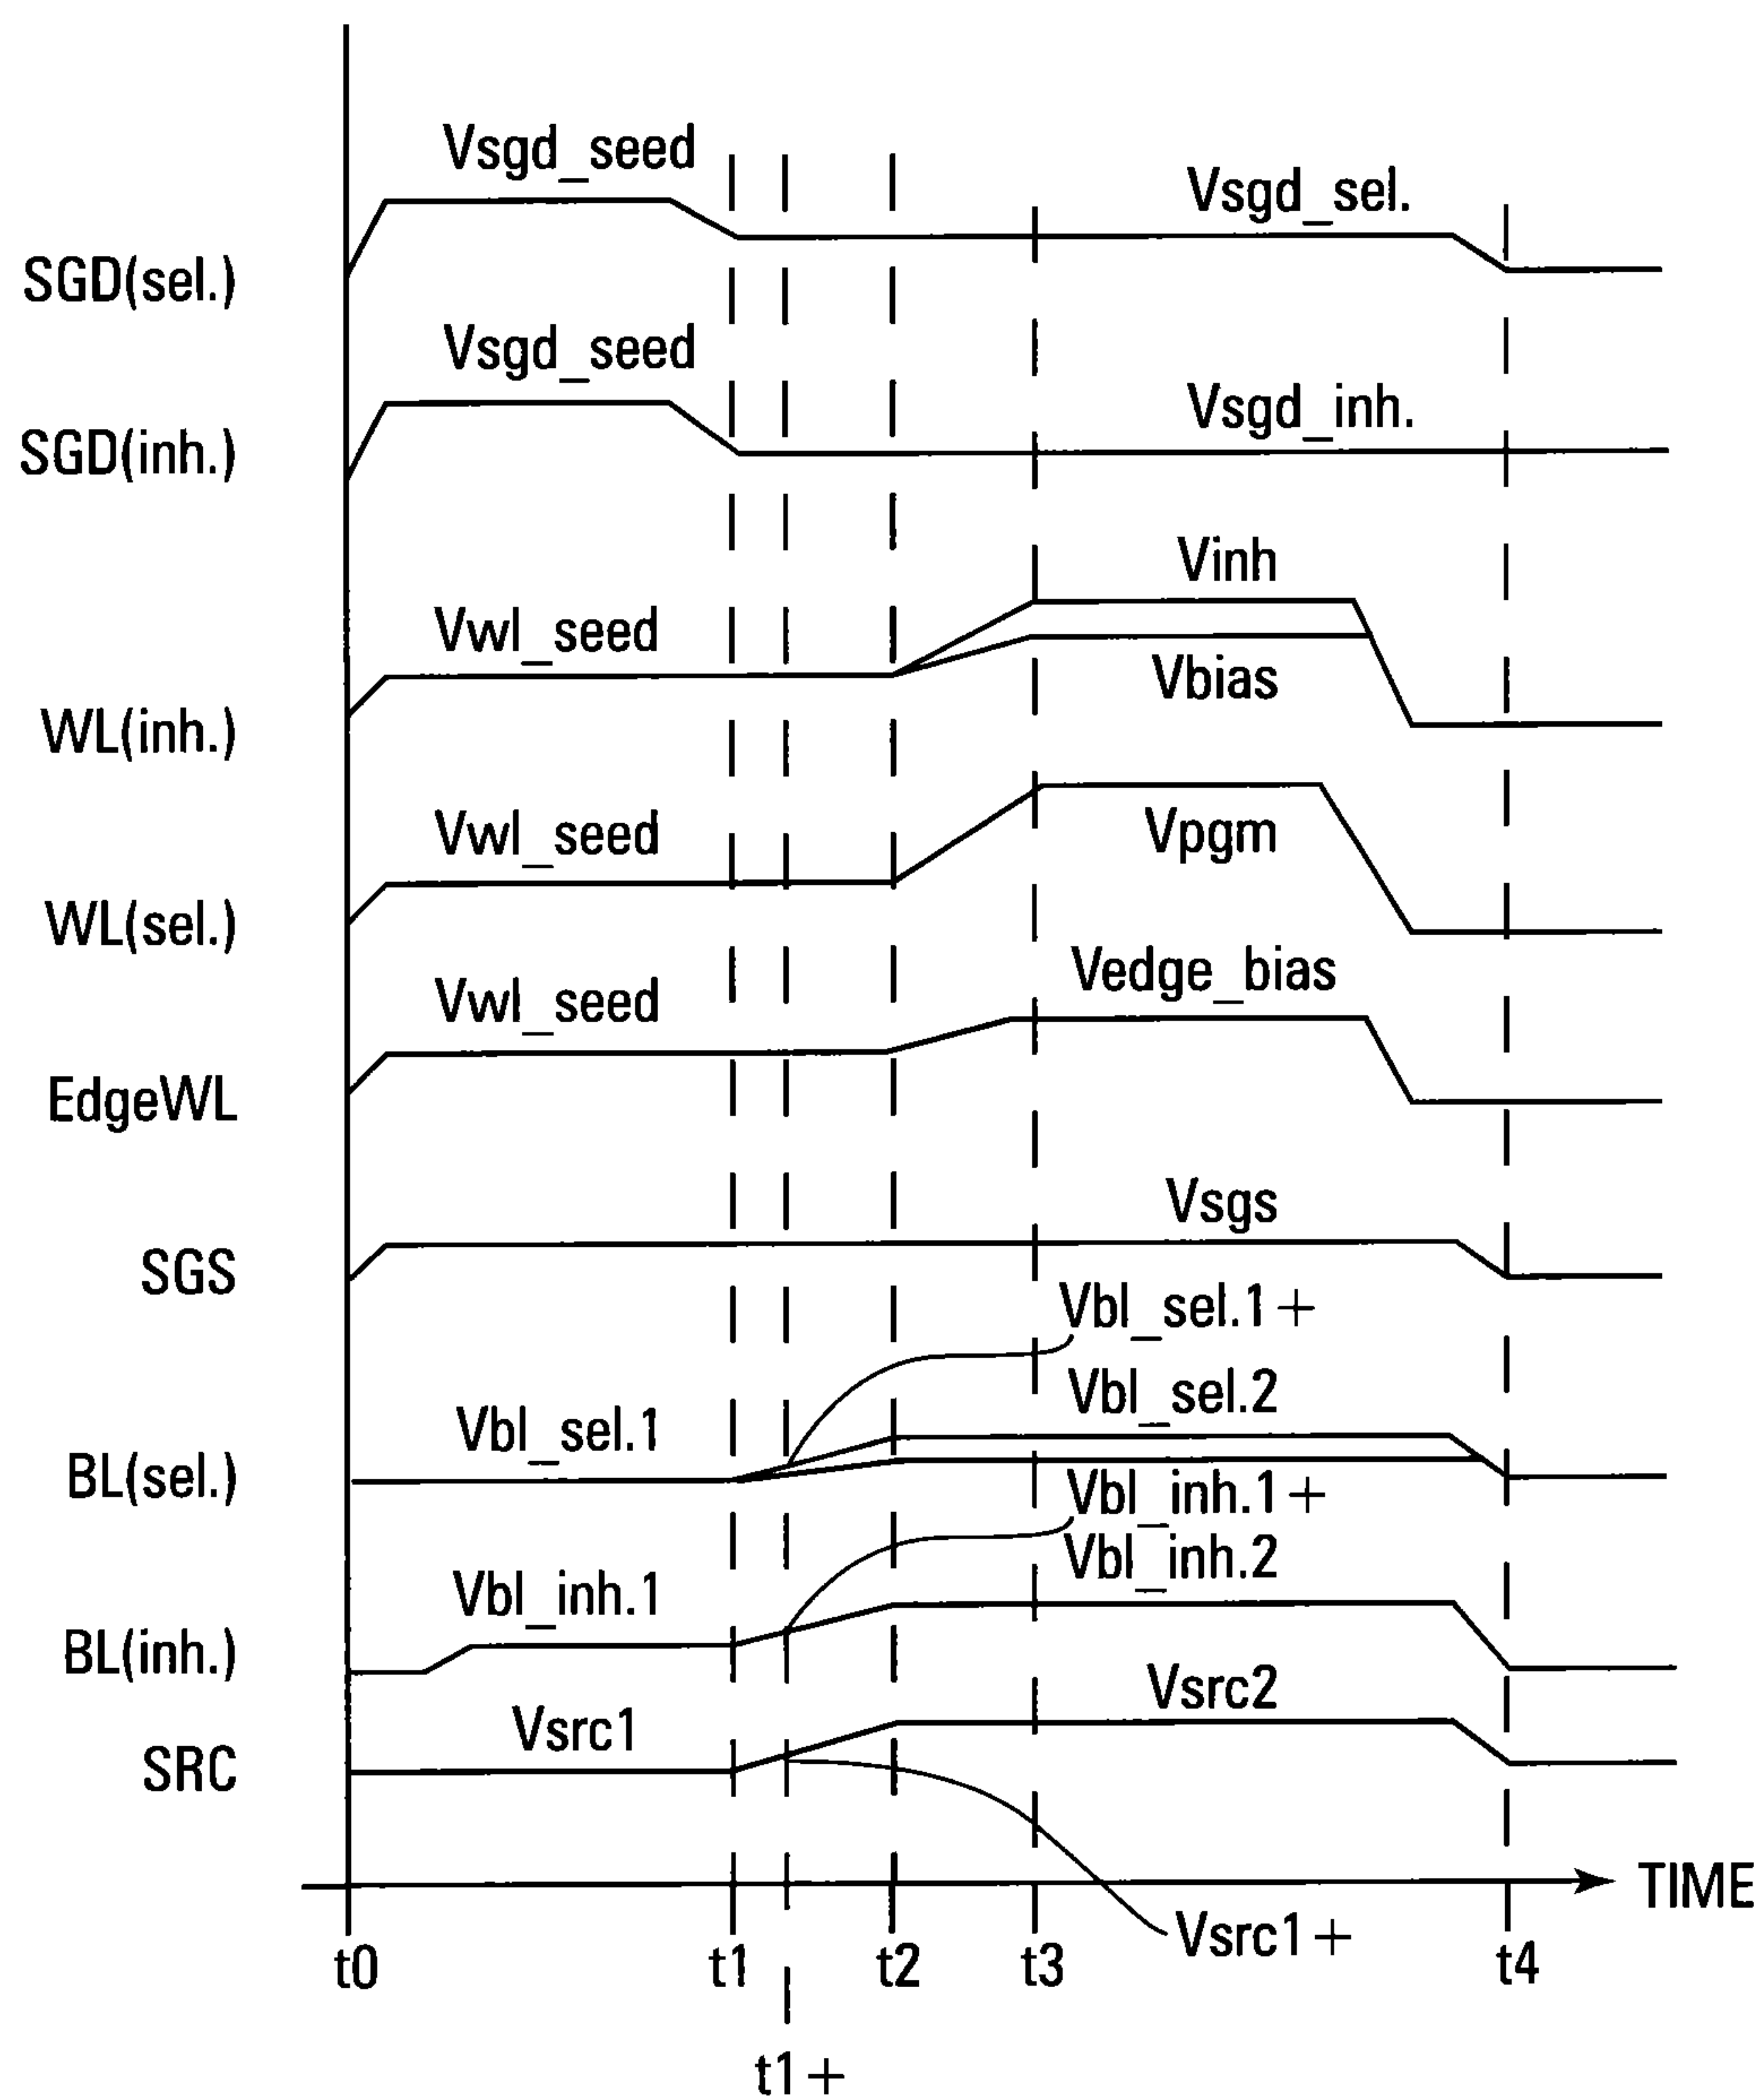 Vsgd_seed
Vsgd_sel.
SGD(sel.)
Vsgd_seed
Vsgd_inh.
SGD(inh.)
Vinh
Vwl_seed
Vbias
WL(inh.)
Vwl_seed
Vpgm
WL(sel.)
Vedge_bias
Vwl_seed
EdgeWL
Vsgs
SGS
Vbl_sel.1+
Vbl_sel.2
Vbl_sel.1
BL(sel.)
Vbl_inh.1+
Vbl_inh.2
Vbl_inh.1
BL(inh.)
Vsrc2
Vsrc1
SRC
TIME
Vsrc1+
t0 t1 t2 t3 t4
t1+